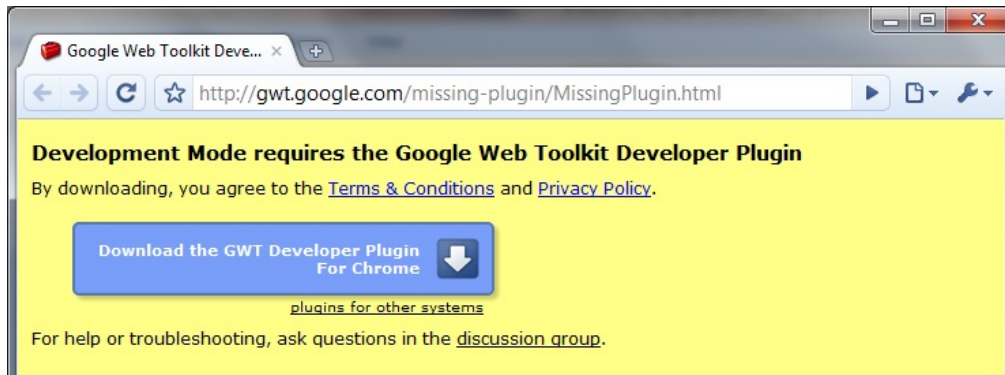 Google Web Toolkit Deve...
http://gwt.google.com/missing-plugin/MissingPlugin.html
Development Mode requires the Google Web Toolkit Developer Plugin
By downloading, you agree to the Terms & Conditions and Privacy Policy.
Download the GWT Developer Plugin
For Chrome
plugins for other systems
For help or troubleshooting, ask questions in the discussion group.